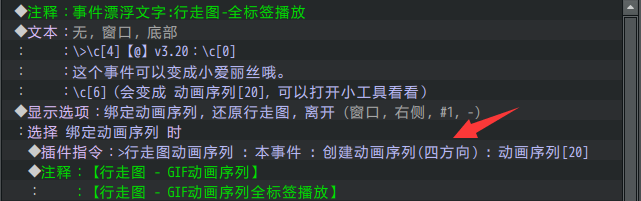 ◆注释：事件漂浮文字:行走图-全标签播放
◆文本：无, 窗口, 底部
：　：\>\c[4]【@】v3.20：\c[0]
：　：这个事件可以变成小爱丽丝哦。
：　：\c[6]（会变成 动画序列[20]，可以打开小工具看看）
◆显示选项：绑定动画序列, 还原行走图, 离开 (窗口, 右侧, #1, -)
：选择 绑定动画序列 时
◆插件指令：>行走图动画序列 : 本事件 : 创建动画序列(四方向) : 动画序列[20]
◆注释：【行走图 - GIF动画序列】
：　：【行走图 - GIF动画序列全标签播放】